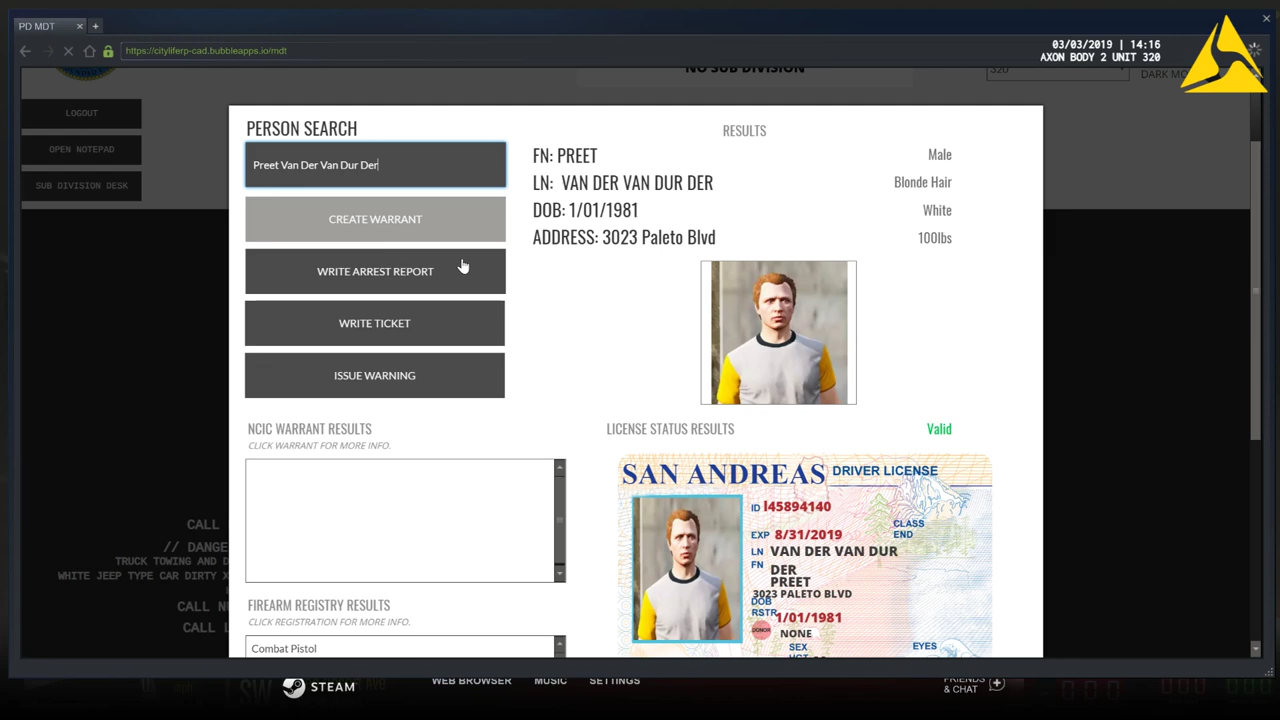 PD MDT
https://cityliferp-cad.bubbleapps.io/mdt
03/03/2019 | 14:16
AXON BODY 2 UNIT 320
NO SUB DIVISION
320
DARK MO
LOGOUT
OPEN NOTEPAD
SUB DIVISION DESK
PERSON SEARCH
Preet Van Der Van Dur Der
CREATE WARRANT
WRITE ARREST REPORT
WRITE TICKET
ISSUE WARNING
RESULTS
FN: PREET
Male
LN: VAN DER VAN DUR DER
Blonde Hair
DOB: 1/01/1981
White
ADDRESS: 3023 Paleto Blvd
100lbs
NCIC WARRANT RESULTS
CLICK WARRANT FOR MORE INFO.
LICENSE STATUS RESULTS
Valid
SAN ANDREAS DRIVER LICENSE
ID I45894140
CLASS
END
EXP 8/31/2019
LN VAN DER VAN DUR
DER
FN PREET
3023 PALETO BLVD
DOB 1/01/1981
RSTR NONE
DONOR
SEX
EYES
CALL
// DANGE
TRUCK TOWING AND D
WHITE JEEP TYPE CAR DIRTY X
CALL NU
CALL L
FIREARM REGISTRY RESULTS
CLICK REGISTRATION FOR MORE INFO.
Combat Pistol
STEAM
WEB BROWSER
MUSIC
SETTINGS
FRIENDS
& CHAT